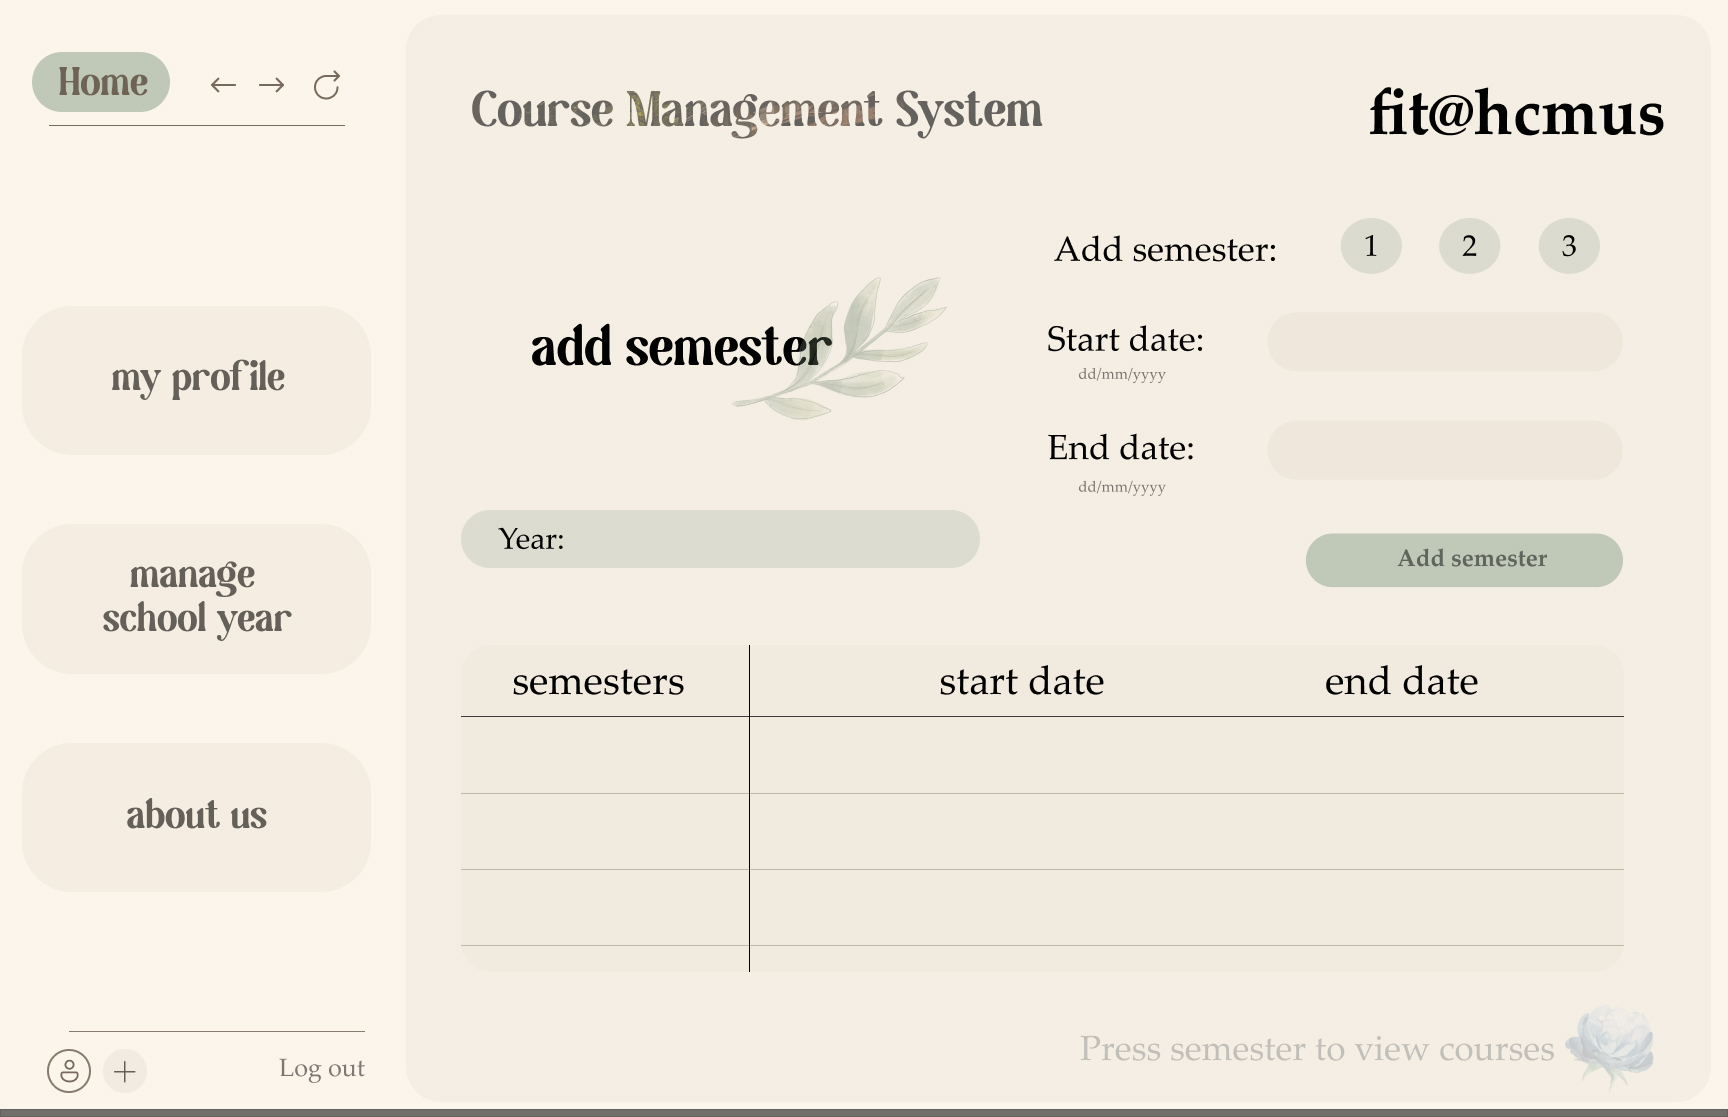 Home
my profile
manage
school year
about us
Log out
Course Management System
fit@hcmus
add semester
Year:
Add semester:
1 2 3
Start date:
dd/mm/yyyy
End date:
dd/mm/yyyy
Add semester
semesters start date end date
Press semester to view courses